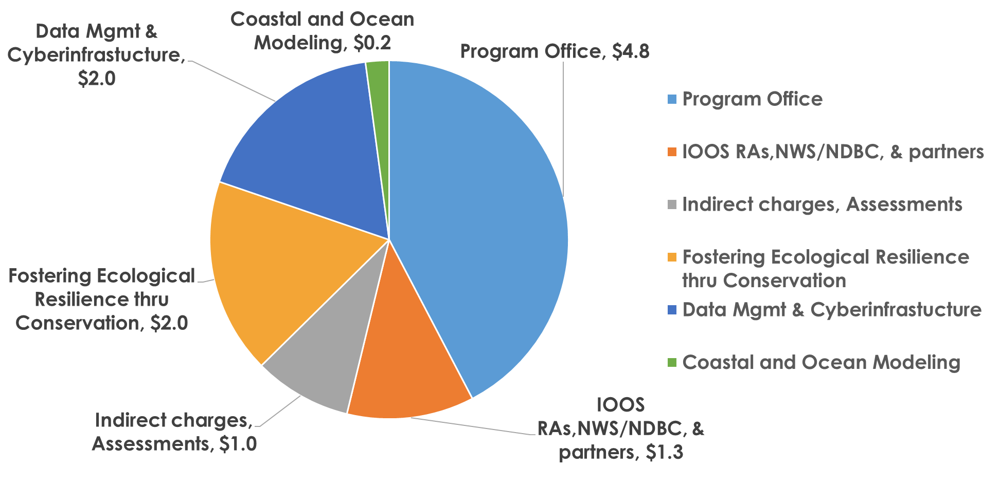 Data Mgmt &
Cyberinfrastucture,
$2.0
Coastal and Ocean
Modeling, $0.2
Program Office, $4.8
Fostering Ecological
Resilience thru
Conservation, $2.0
Indirect charges,
Assessments, $1.0
IOOS
RAs,NWS/NDBC, &
partners, $1.3
Program Office
IOOS RAs,NWS/NDBC, & partners
Indirect charges, Assessments
Fostering Ecological Resilience
thru Conservation
Data Mgmt & Cyberinfrastucture
Coastal and Ocean Modeling